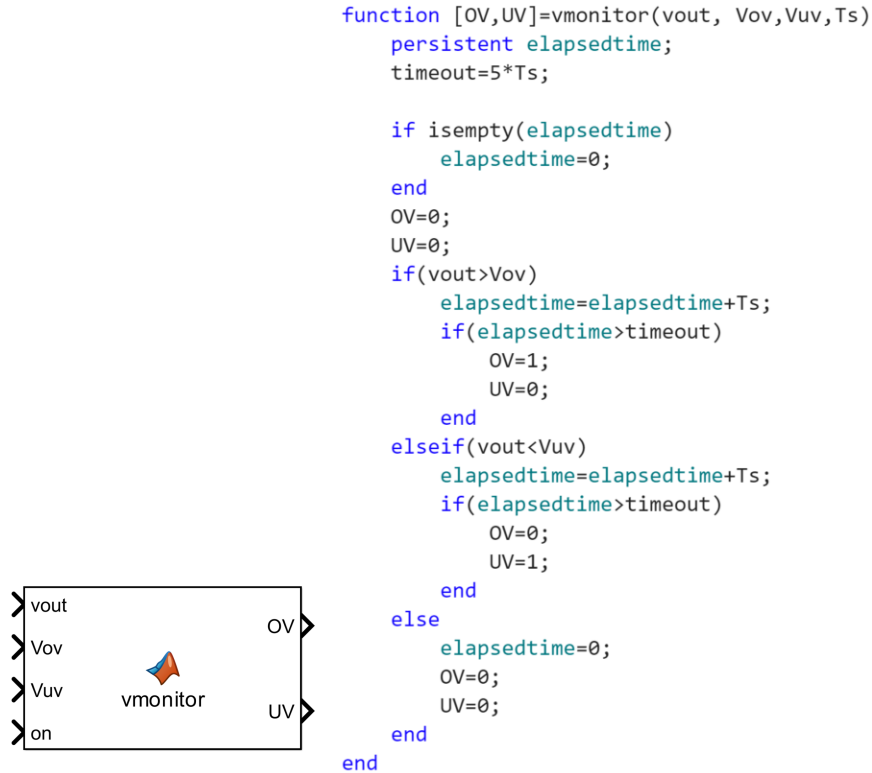 function [OV,UV]=vmonitor(vout, Vov,Vuv,Ts)
    persistent elapsedtime;
    timeout=5*Ts;

    if isempty(elapsedtime)
        elapsedtime=0;
    end
    OV=0;
    UV=0;
    if(vout>Vov)
        elapsedtime=elapsedtime+Ts;
        if(elapsedtime>timeout)
            OV=1;
            UV=0;
        end
    elseif(vout<Vuv)
        elapsedtime=elapsedtime+Ts;
        if(elapsedtime>timeout)
            OV=0;
            UV=1;
        end
    else
        elapsedtime=0;
        OV=0;
        UV=0;
    end
end
vout
Vov
Vuv
on
vmonitor
OV
UV